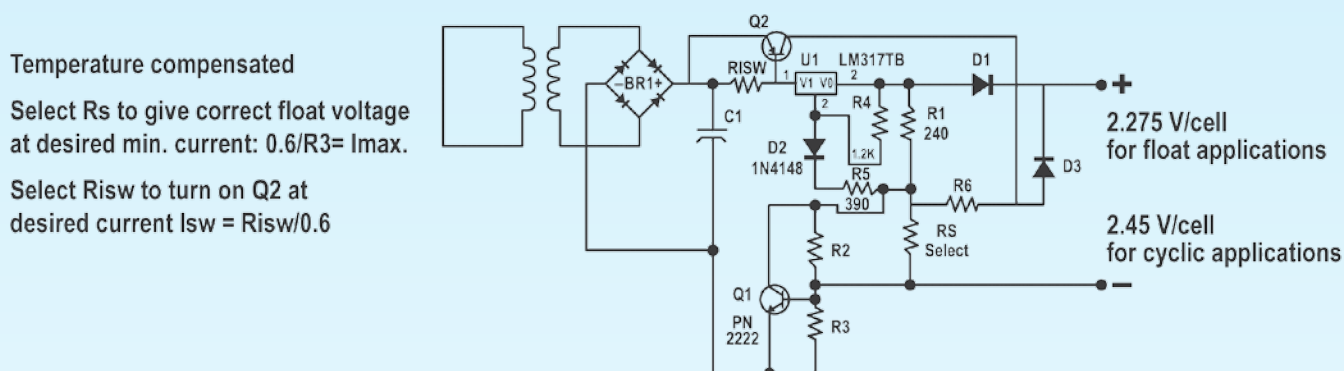 Temperature compensated
Select Rs to give correct float voltage
at desired min. current: 0.6/R3= Imax.
Select Risw to turn on Q2 at
desired current Isw = Risw/0.6
Q2
-BR1+
RISW
C1
1
U1
LM317TB
V1 V0
2
2
R4
1.2K
R1
240
D1
D2
1N4148
R5
390
R6
D3
R2
RS
Select
Q1
PN
2222
R3
+
2.275 V/cell
for float applications
2.45 V/cell
for cyclic applications
−